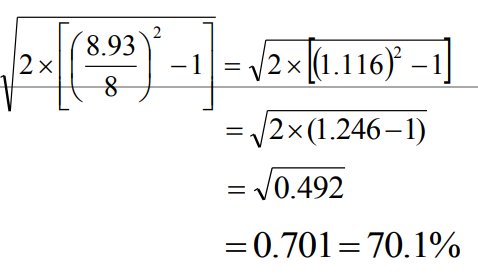 √(2×[(8.93/8)² −1]) = √(2×[(1.116)² −1])
= √(2×(1.246−1))
= √0.492
= 0.701 = 70.1%